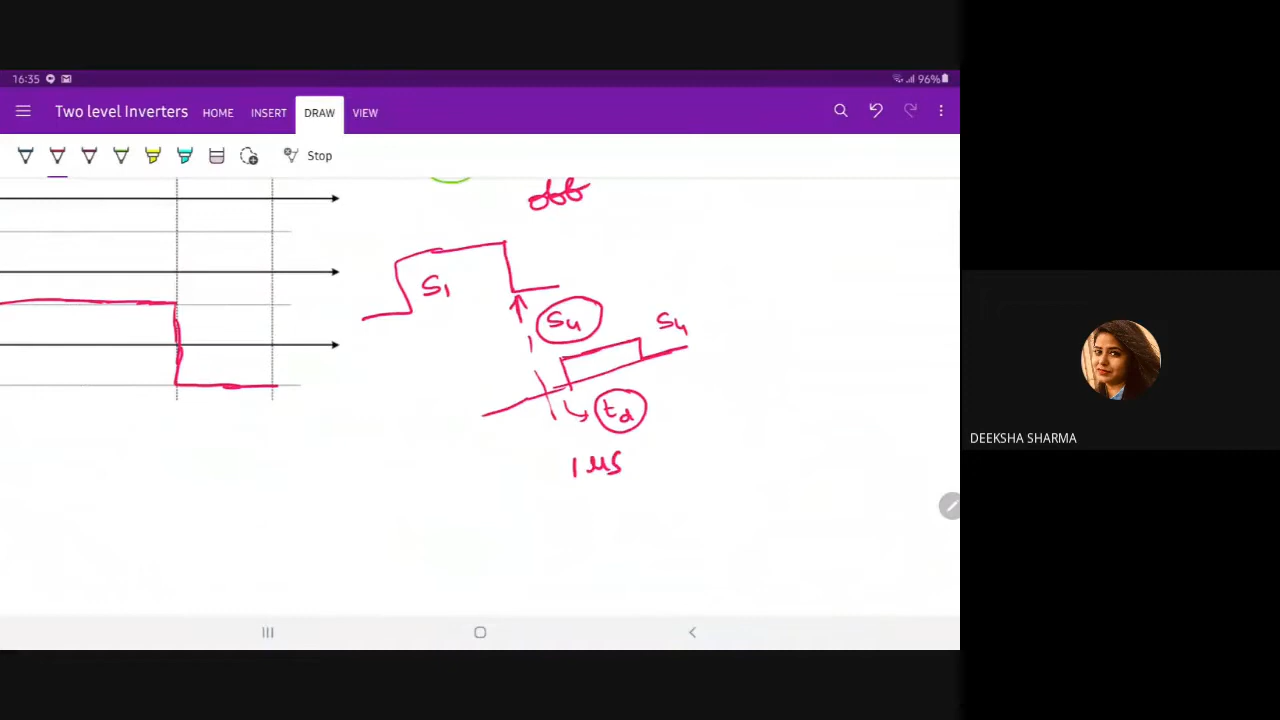 16:35 96%
Two level Inverters HOME INSERT DRAW VIEW
Stop
off
S1
S4
S4
td
1 μs
DEEKSHA SHARMA